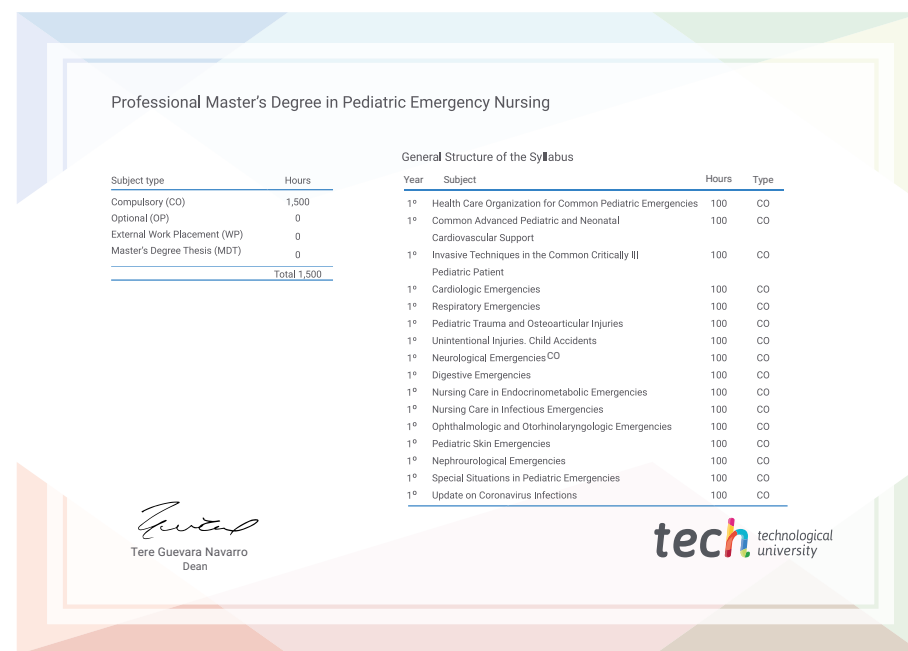 Professional Master's Degree in Pediatric Emergency Nursing
Subject type Hours
Compulsory (CO) 1,500
Optional (OP) 0
External Work Placement (WP) 0
Master's Degree Thesis (MDT) 0
Total 1,500
General Structure of the Syllabus
Year Subject Hours Type
1º Health Care Organization for Common Pediatric Emergencies 100 CO
1º Common Advanced Pediatric and Neonatal 100 CO
Cardiovascular Support
1º Invasive Techniques in the Common Critically Ill 100 CO
Pediatric Patient
1º Cardiologic Emergencies 100 CO
1º Respiratory Emergencies 100 CO
1º Pediatric Trauma and Osteoarticular Injuries 100 CO
1º Unintentional Injuries. Child Accidents 100 CO
1º Neurological Emergencies CO 100 CO
1º Digestive Emergencies 100 CO
1º Nursing Care in Endocrinometabolic Emergencies 100 CO
1º Nursing Care in Infectious Emergencies 100 CO
1º Ophthalmologic and Otorhinolaryngologic Emergencies 100 CO
1º Pediatric Skin Emergencies 100 CO
1º Nephrourological Emergencies 100 CO
1º Special Situations in Pediatric Emergencies 100 CO
1º Update on Coronavirus Infections 100 CO
Tere Guevara Navarro
Dean
tech technological
university